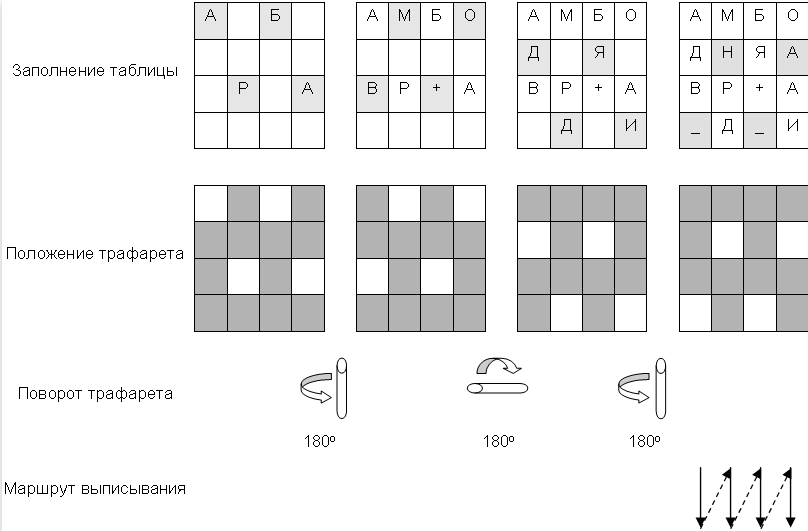 Заполнение таблицы
А Б
Р А
А М Б О
В Р + А
А М Б О
Д Я
В Р + А
Д И
А М Б О
Д Н Я А
В Р + А
_ Д _ И
Положение трафарета
Поворот трафарета
180º 180º 180º
Маршрут выписывания